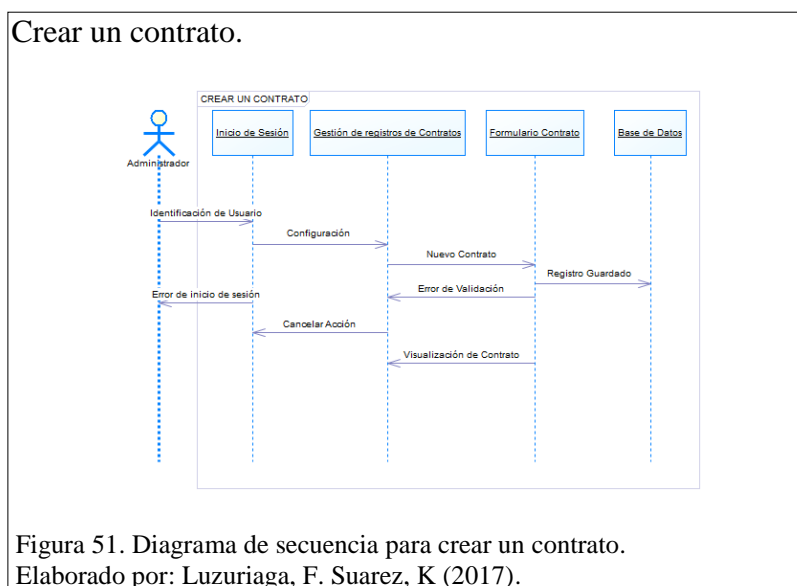 Crear un contrato.
CREAR UN CONTRATO
Inicio de Sesión
Gestión de registros de Contratos
Formulario Contrato
Base de Datos
Administrador
Identificación de Usuario
Configuración
Nuevo Contrato
Registro Guardado
Error de Validación
Error de inicio de sesión
Cancelar Acción
Visualización de Contrato
Figura 51. Diagrama de secuencia para crear un contrato.
Elaborado por: Luzuriaga, F. Suarez, K (2017).